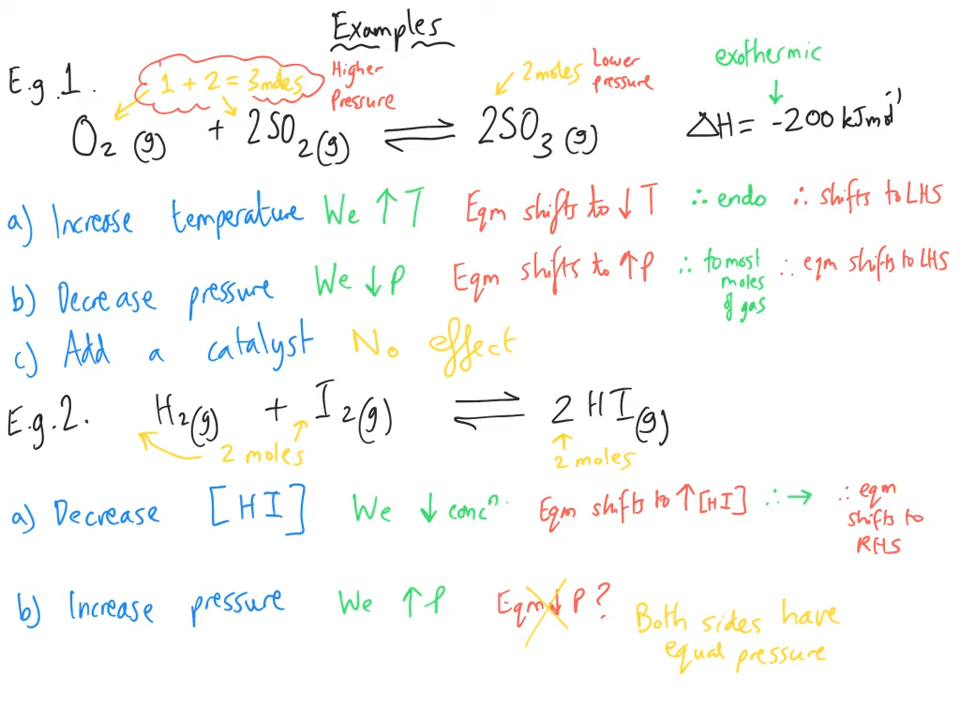 Examples
E.g.1. 1 + 2 = 3 moles Higher Pressure 2 moles Lower pressure exothermic
O₂ (g) + 2SO₂(g) ⇌ 2SO₃(g) ΔH = -200 kJmol⁻¹
a) Increase temperature We ↑ T Eqm shifts to ↓ T ∴ endo ∴ shifts to LHS
b) Decrease pressure We ↓ P Eqm shifts to ↑ P ∴ to most moles of gas ∴ eqm shifts to LHS
c) Add a catalyst No effect
E.g.2. H₂(g) + I₂(g) ⇌ 2HI(g)
2 moles 2 moles
a) Decrease [HI] We ↓ concⁿ. Eqm shifts to ↑ [HI] ∴ → ∴ eqm shifts to RHS
b) Increase pressure We ↑ P Eqm ↓ P? Both sides have equal pressure